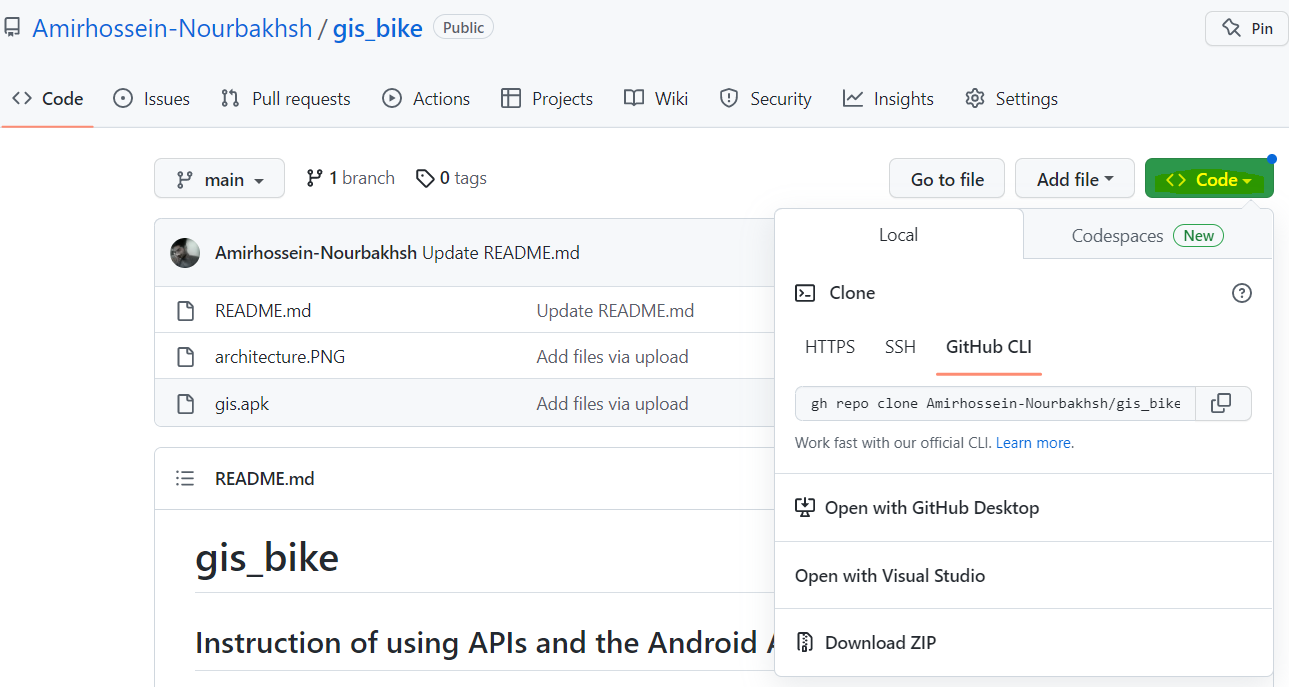 Amirhossein-Nourbakhsh / gis_bike Public
Pin
Code Issues Pull requests Actions Projects Wiki Security Insights Settings
main 1 branch 0 tags Go to file Add file Code
Amirhossein-Nourbakhsh Update README.md
README.md Update README.md
architecture.PNG Add files via upload
gis.apk Add files via upload
README.md
gis_bike
Instruction of using APIs and the Android
Local Codespaces New
Clone
HTTPS SSH GitHub CLI
gh repo clone Amirhossein-Nourbakhsh/gis_bike
Work fast with our official CLI. Learn more.
Open with GitHub Desktop
Open with Visual Studio
Download ZIP